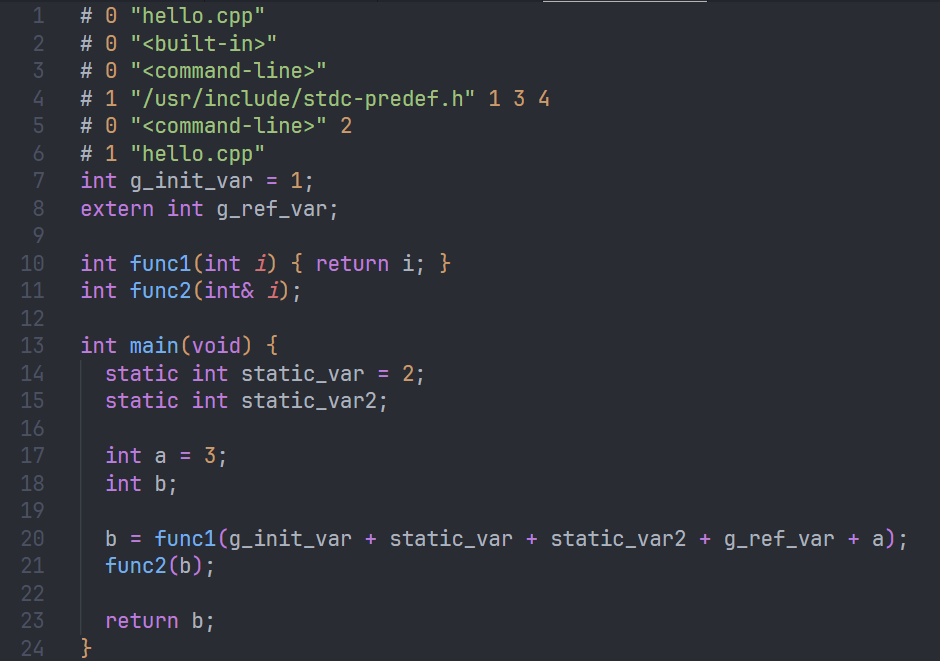 1 # 0 "hello.cpp"
2 # 0 "<built-in>"
3 # 0 "<command-line>"
4 # 1 "/usr/include/stdc-predef.h" 1 3 4
5 # 0 "<command-line>" 2
6 # 1 "hello.cpp"
7 int g_init_var = 1;
8 extern int g_ref_var;
9
10 int func1(int i) { return i; }
11 int func2(int& i);
12
13 int main(void) {
14   static int static_var = 2;
15   static int static_var2;
16
17   int a = 3;
18   int b;
19
20   b = func1(g_init_var + static_var + static_var2 + g_ref_var + a);
21   func2(b);
22
23   return b;
24 }